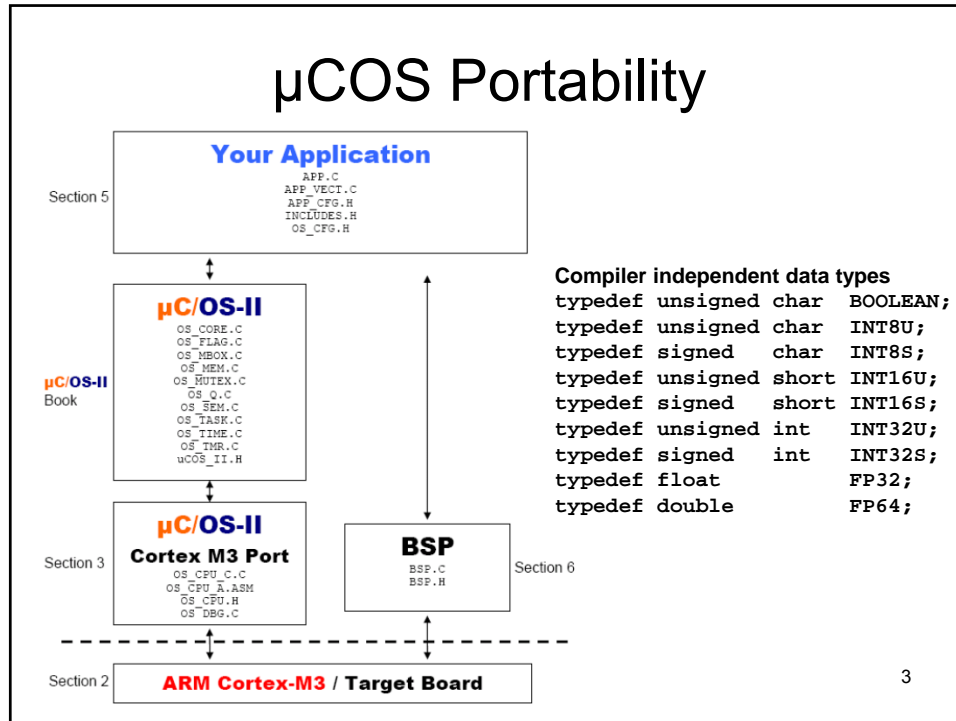 µCOS Portability
Section 5
Your Application
APP.C
APP_VECT.C
APP_CFG.H
INCLUDES.H
OS_CFG.H
µC/OS-II
Book
µC/OS-II
OS_CORE.C
OS_FLAG.C
OS_MBOX.C
OS_MEM.C
OS_MUTEX.C
OS_Q.C
OS_SEM.C
OS_TASK.C
OS_TIME.C
OS_TMR.C
uCOS_II.H
Compiler independent data types
typedef unsigned char BOOLEAN;
typedef unsigned char INT8U;
typedef signed char INT8S;
typedef unsigned short INT16U;
typedef signed short INT16S;
typedef unsigned int INT32U;
typedef signed int INT32S;
typedef float FP32;
typedef double FP64;
Section 3
µC/OS-II
Cortex M3 Port
OS_CPU_C.C
OS_CPU_A.ASM
OS_CPU.H
OS_DBG.C
BSP
BSP.C
BSP.H
Section 6
Section 2
ARM Cortex-M3 / Target Board
3